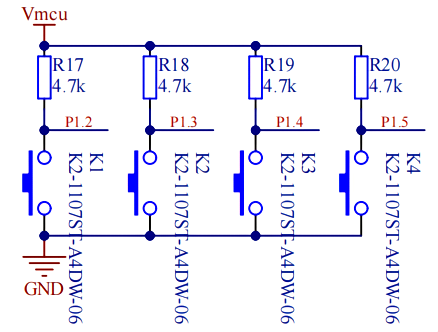 Vmcu
R17
4.7k
R18
4.7k
R19
4.7k
R20
4.7k
P1.2
P1.3
P1.4
P1.5
K1
K2-1107ST-A4DW-06
K2
K2-1107ST-A4DW-06
K3
K2-1107ST-A4DW-06
K4
K2-1107ST-A4DW-06
GND